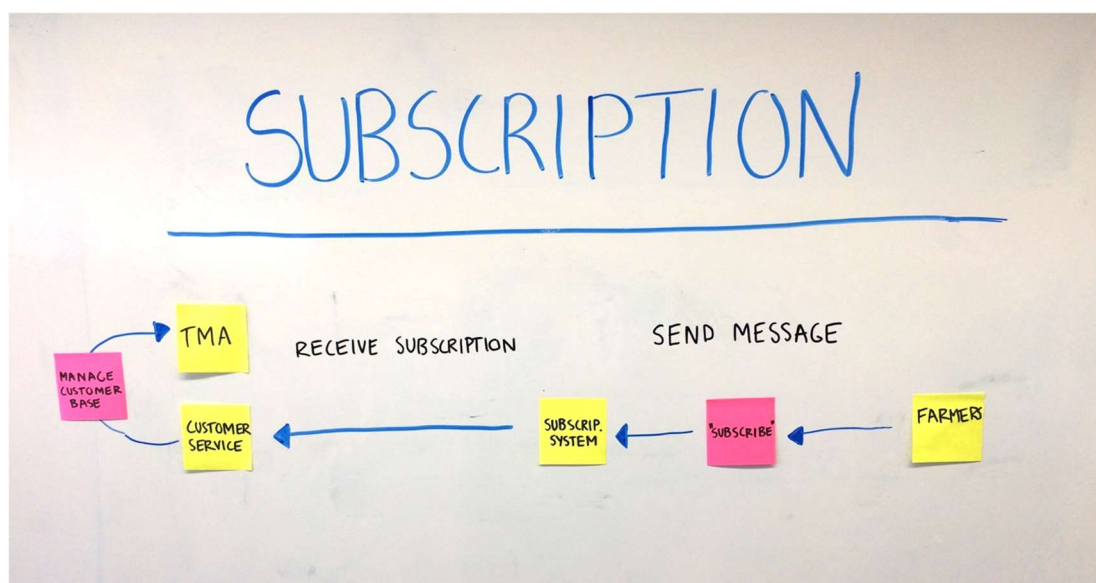 SUBSCRIPTION
TMA
RECEIVE SUBSCRIPTION
SEND MESSAGE
MANAGE
CUSTOMER
BASE
CUSTOMER
SERVICE
SUBSCRIP.
SYSTEM
"SUBSCRIBE"
FARMERS